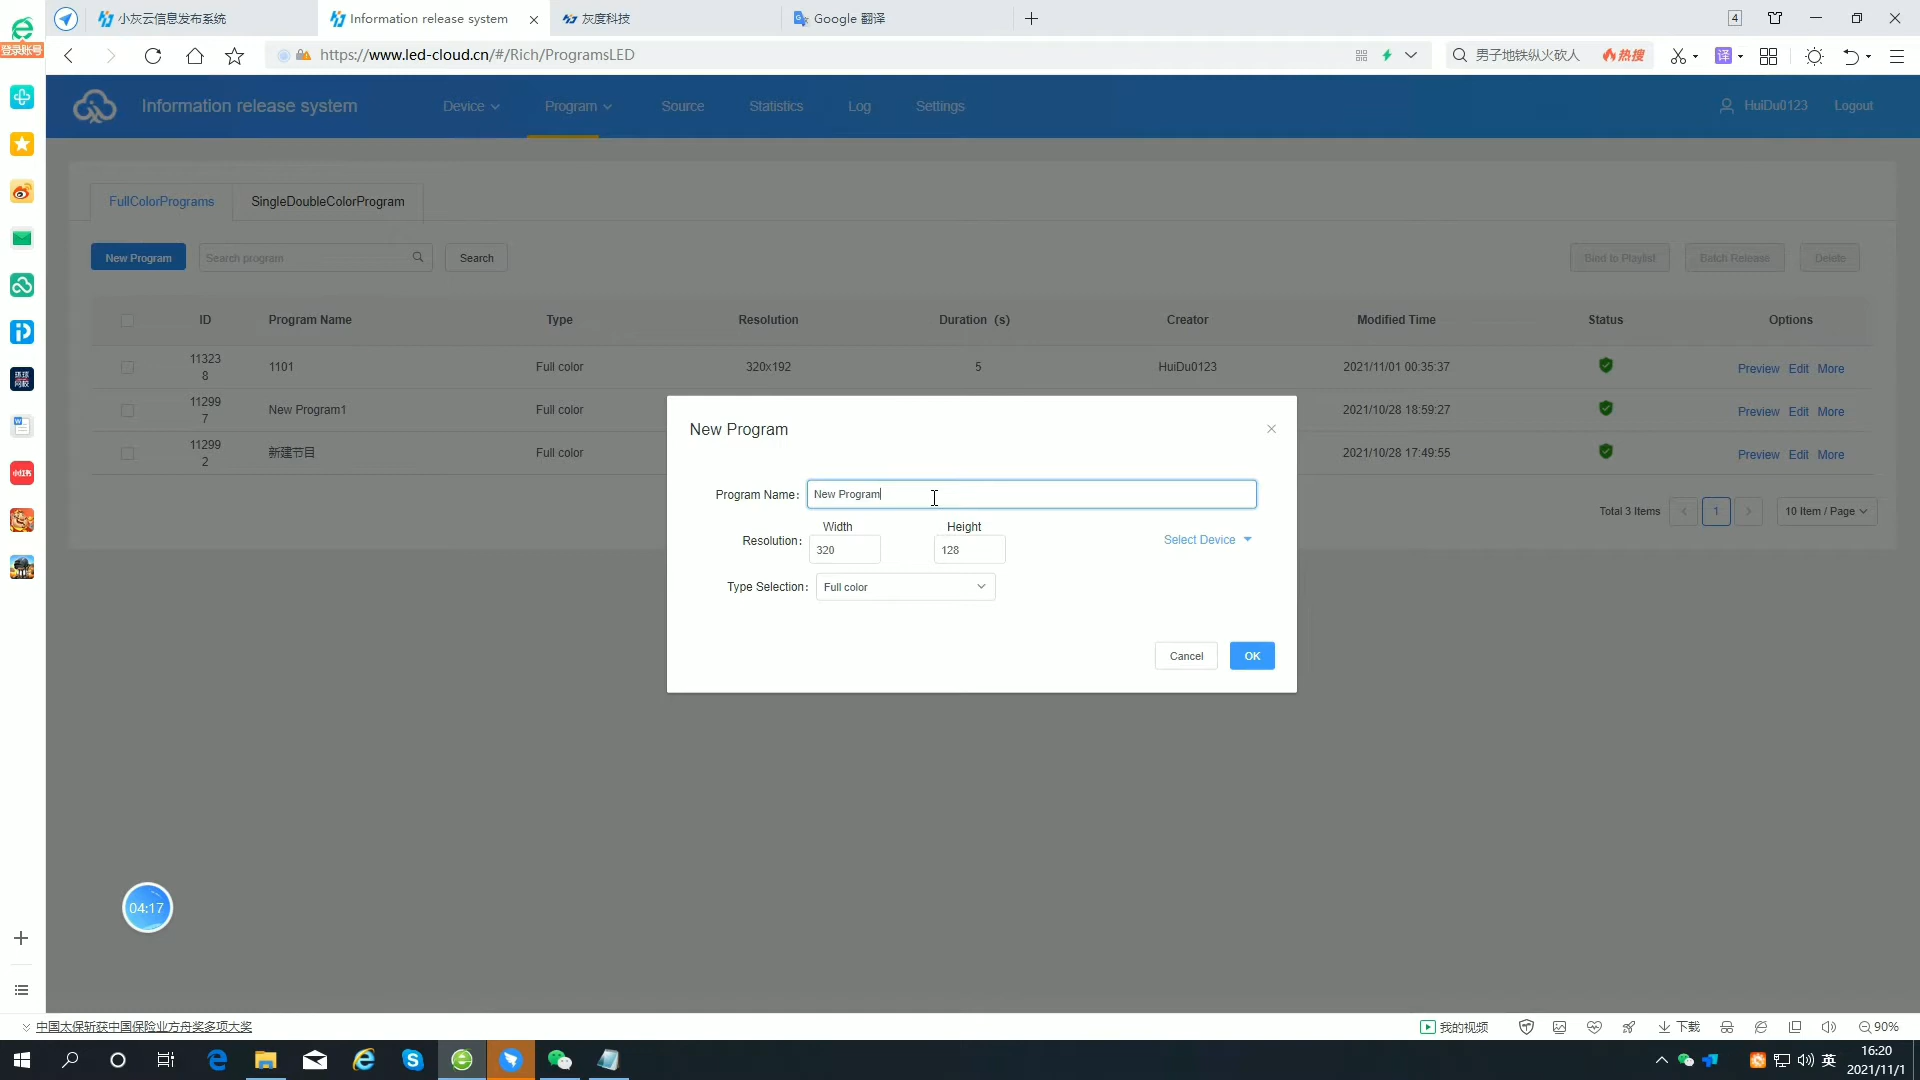 小灰云信息发布系统
Information release system
灰度科技
Google 翻译
4
登录账号
https://www.led-cloud.cn/#/Rich/ProgramsLED
男子地铁纵火砍人
热搜
译
Information release system
Device
Program
Source
Statistics
Log
Settings
HuiDu0123
Logout
FullColorPrograms
SingleDoubleColorProgram
New Program
Search program
Search
Bind to Playlist
Batch Release
Delete
ID
Program Name
Type
Resolution
Duration（s）
Creator
Modified Time
Status
Options
113238
1101
Full color
320x192
5
HuiDu0123
2021/11/01 00:35:37
Preview Edit More
112997
New Program1
Full color
2021/10/28 18:59:27
Preview Edit More
112992
新建节目
Full color
2021/10/28 17:49:55
Preview Edit More
Total 3 Items
1
10 Item / Page
New Program
Program Name:
New Program
Width
Height
Resolution:
320
128
Select Device
Type Selection:
Full color
Cancel
OK
04:17
中国太保斩获中国保险业方舟奖多项大奖
我的视频
下载
90%
英
16:20
2021/11/1